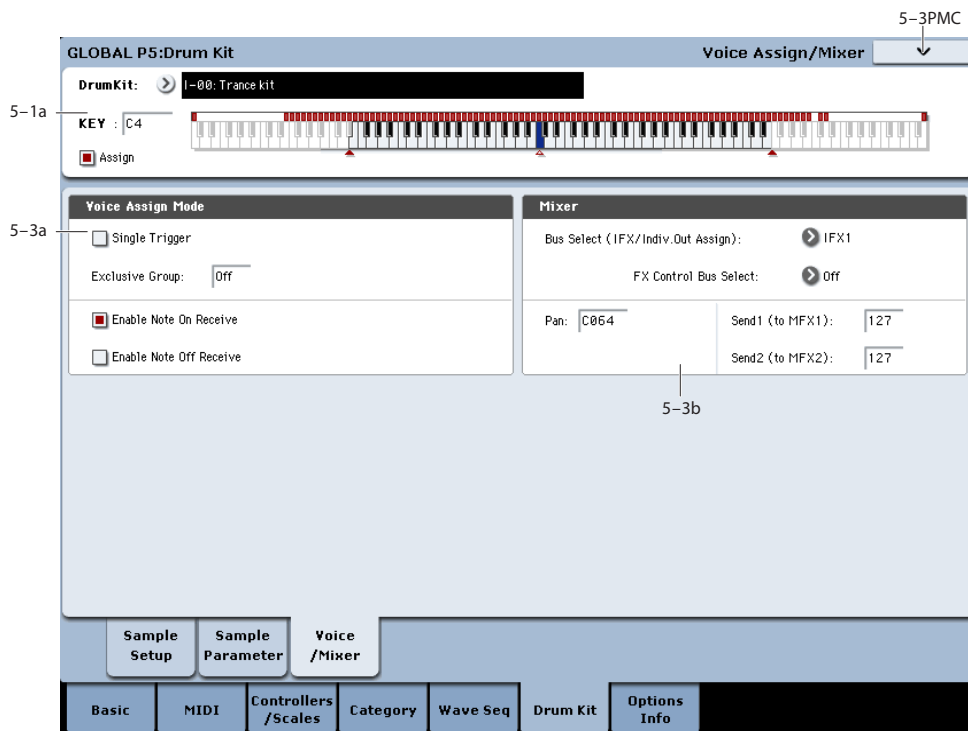 5–3PMC
GLOBAL P5:Drum Kit
Voice Assign/Mixer
DrumKit:
I-00: Trance kit
5–1a
KEY : C4
Assign
Voice Assign Mode
Mixer
5–3a
Single Trigger
Bus Select (IFX/Indiv.Out Assign):
IFX1
Exclusive Group:
Off
FX Control Bus Select:
Off
Enable Note On Receive
Pan:
C064
Send1 (to MFX1):
127
Enable Note Off Receive
Send2 (to MFX2):
127
5–3b
Sample
Setup
Sample
Parameter
Voice
/Mixer
Basic
MIDI
Controllers
/Scales
Category
Wave Seq
Drum Kit
Options
Info